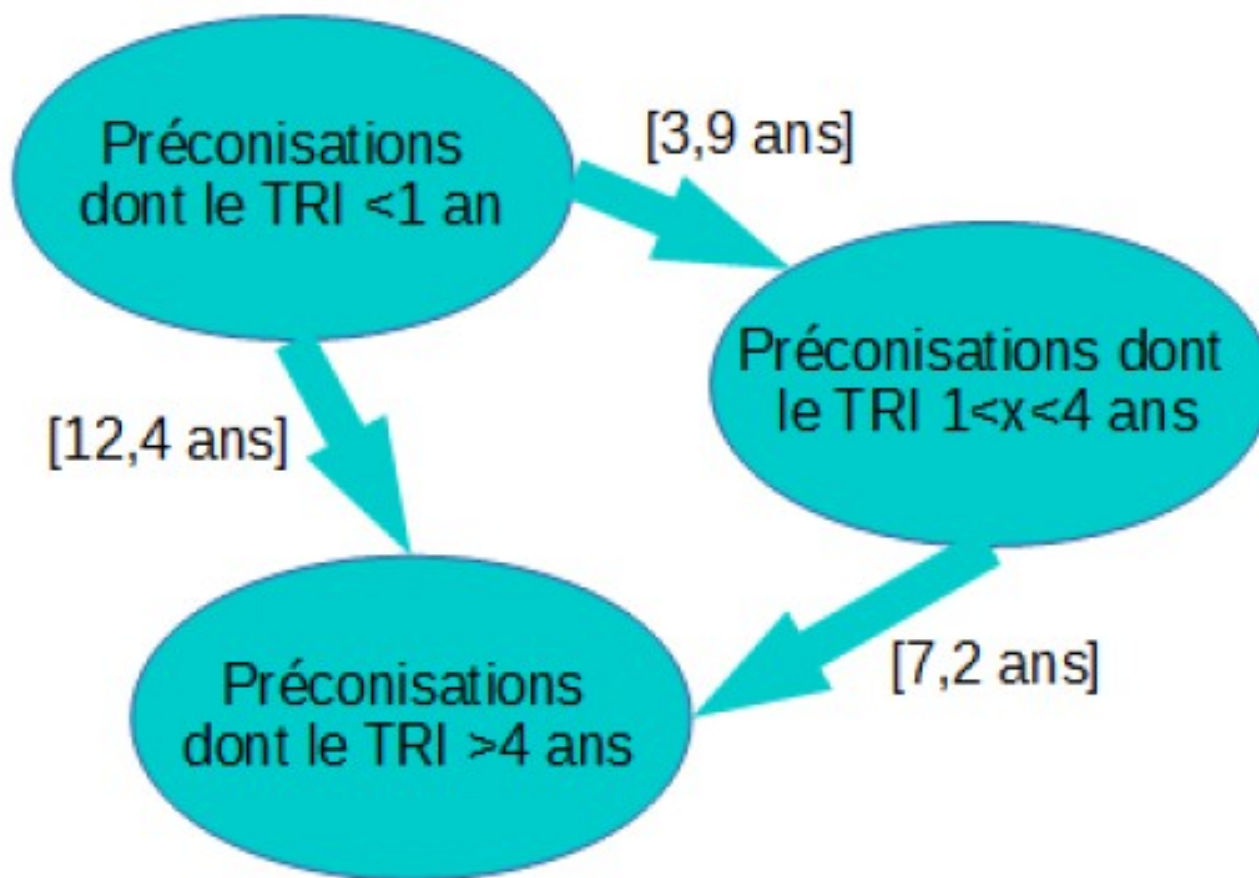 Préconisations
dont le TRI <1 an
[3,9 ans]
Préconisations dont
le TRI 1<x<4 ans
[12,4 ans]
[7,2 ans]
Préconisations
dont le TRI >4 ans